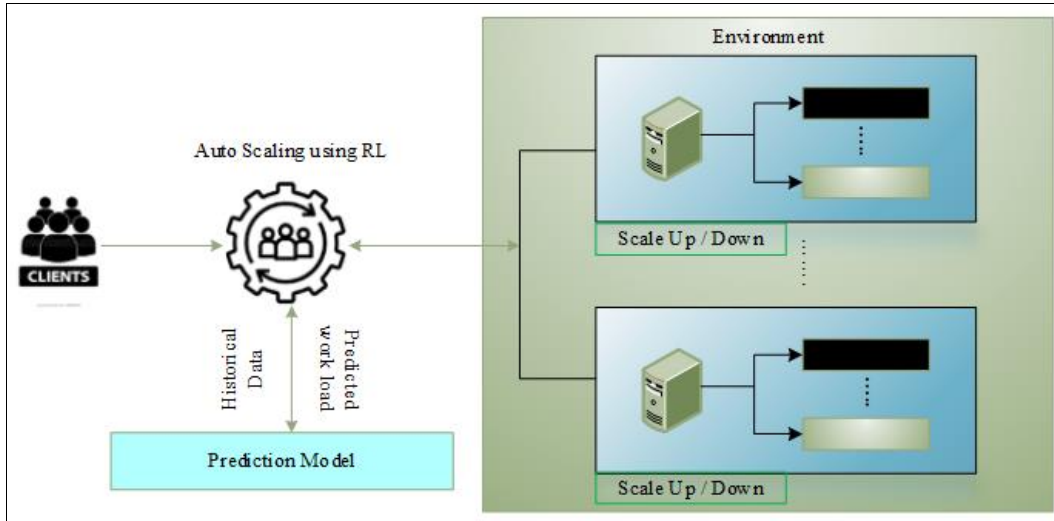 Environment
Auto Scaling using RL
CLIENTS
Scale Up / Down
Historical
Data
Predicted
work load
Prediction Model
Scale Up / Down